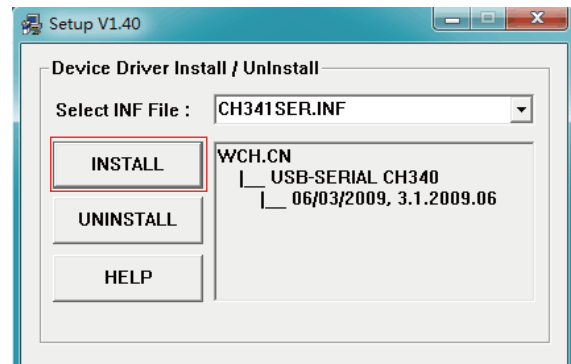 Setup V1.40
Device Driver Install / UnInstall
Select INF File : CH341SER.INF
INSTALL
UNINSTALL
HELP
WCH.CN
|__ USB-SERIAL CH340
|__ 06/03/2009, 3.1.2009.06